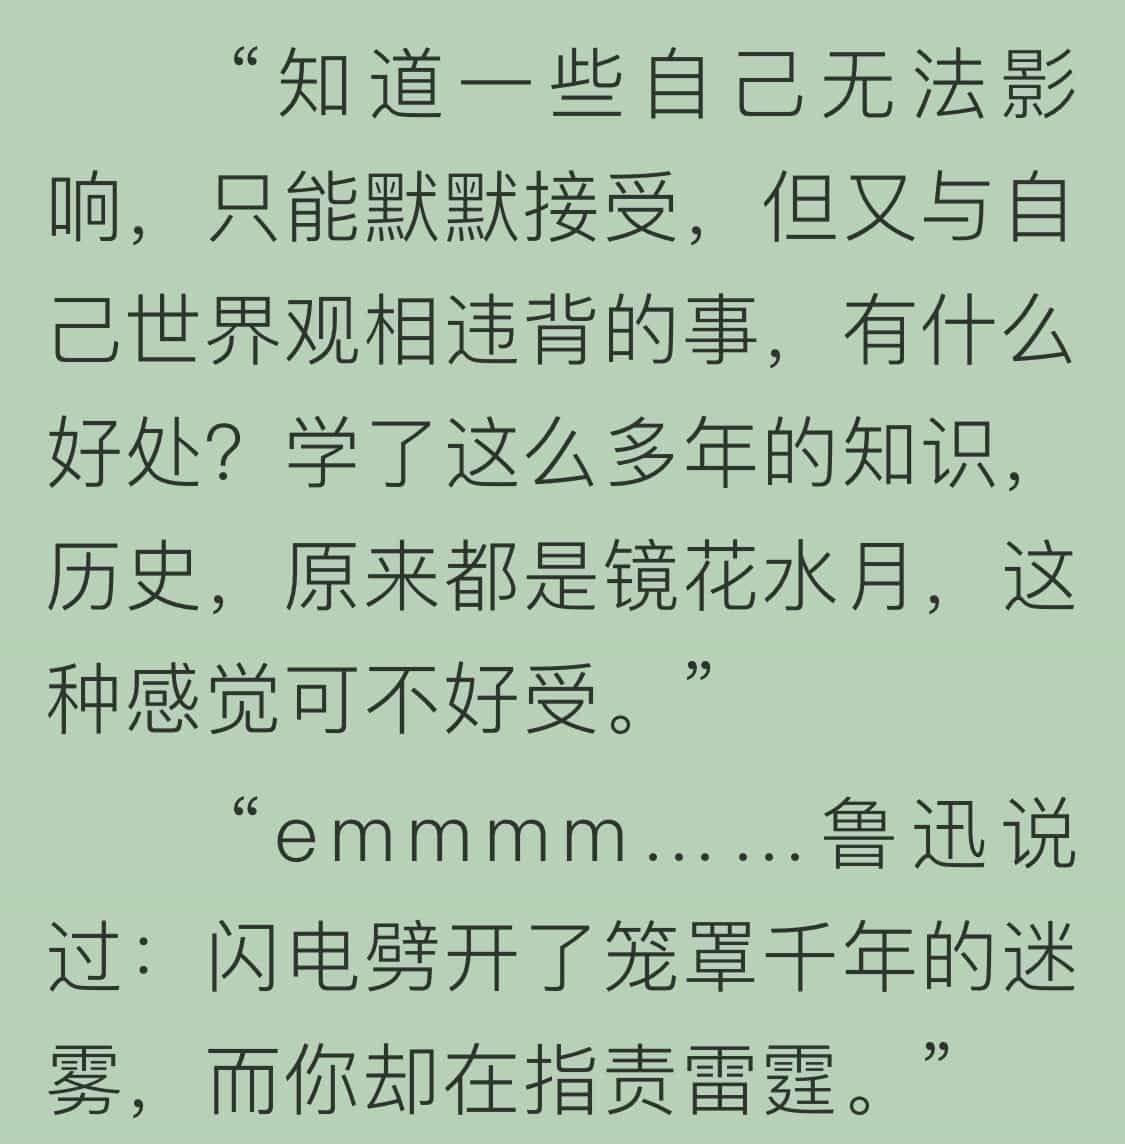 “知道一些自己无法影
响，只能默默接受，但又与自
己世界观相违背的事，有什么
好处？学了这么多年的知识，
历史，原来都是镜花水月，这
种感觉可不好受。”
“emmmm……鲁迅说
过：闪电劈开了笼罩千年的迷
雾，而你却在指责雷霆。”